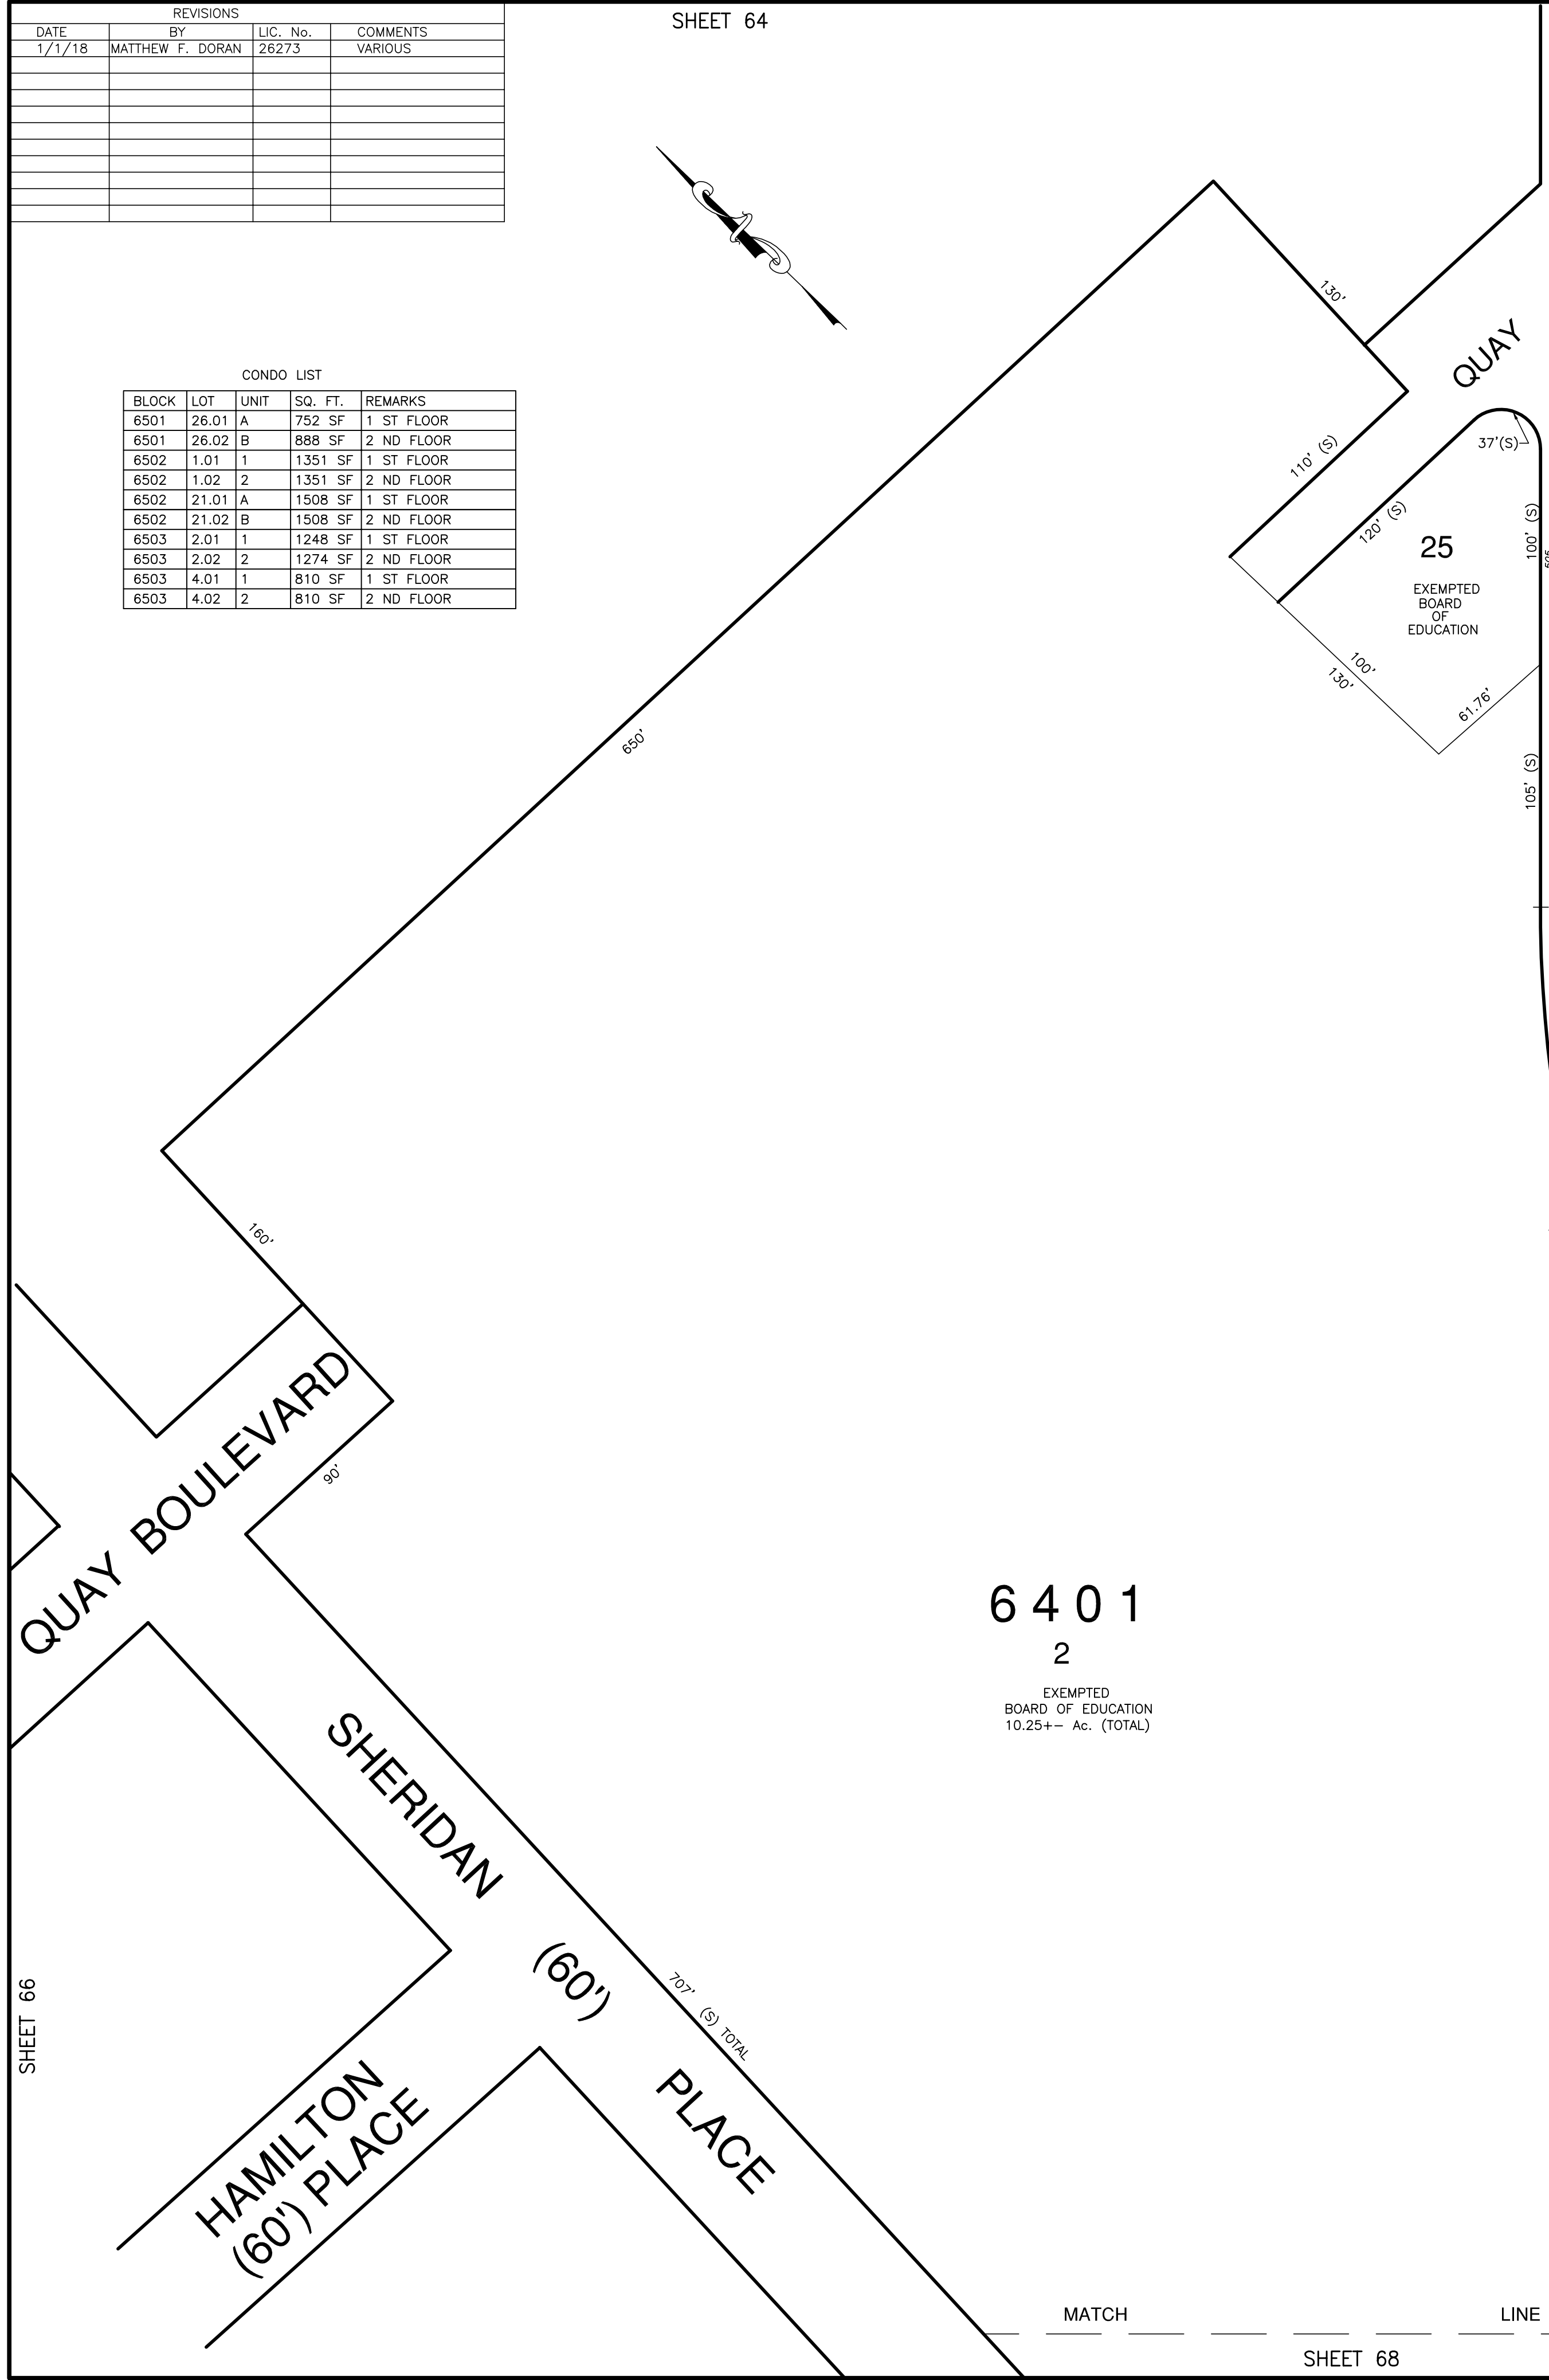 REVISIONS
DATE BY LIC. No. COMMENTS
1/1/18 MATTHEW F. DORAN 26273 VARIOUS
SHEET 64
CONDO LIST
BLOCK LOT UNIT SQ. FT. REMARKS
6501 26.01 A 752 SF 1 ST FLOOR
6501 26.02 B 888 SF 2 ND FLOOR
6502 1.01 1 1351 SF 1 ST FLOOR
6502 1.02 2 1351 SF 2 ND FLOOR
6502 21.01 A 1508 SF 1 ST FLOOR
6502 21.02 B 1508 SF 2 ND FLOOR
6503 2.01 1 1248 SF 1 ST FLOOR
6503 2.02 2 1274 SF 2 ND FLOOR
6503 4.01 1 810 SF 1 ST FLOOR
6503 4.02 2 810 SF 2 ND FLOOR
130'
QUAY
110' (S)
37'(S)
120' (S)
100' (S)
25
EXEMPTED
BOARD
OF
EDUCATION
100'
130'
61.76'
105' (S)
650'
160'
90'
QUAY BOULEVARD
6401
2
EXEMPTED
BOARD OF EDUCATION
10.25+- Ac. (TOTAL)
SHERIDAN (60') PLACE
707' (S) TOTAL
SHEET 66
HAMILTON
(60') PLACE
MATCH LINE
SHEET 68